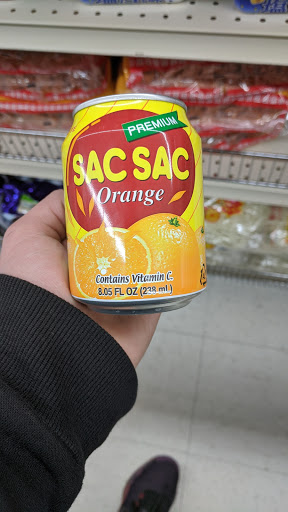 PREMIUM
SAC SAC
Orange
Contains Vitamin C
8.05 FL OZ (238 mL)